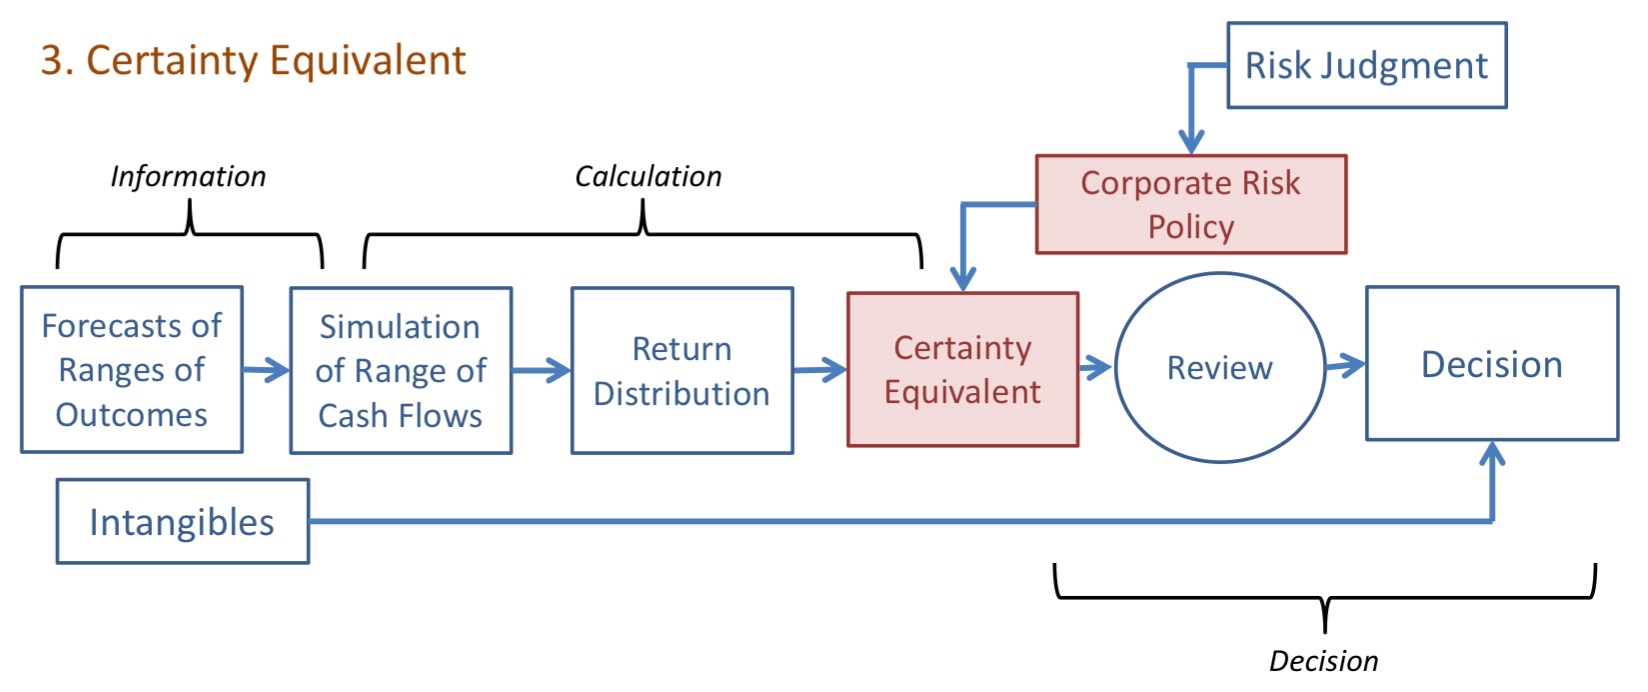 3. Certainty Equivalent
Risk Judgment
Corporate Risk
Policy
Information
Calculation
Forecasts of
Ranges of
Outcomes
Simulation
of Range of
Cash Flows
Return
Distribution
Certainty
Equivalent
Review
Decision
Intangibles
Decision